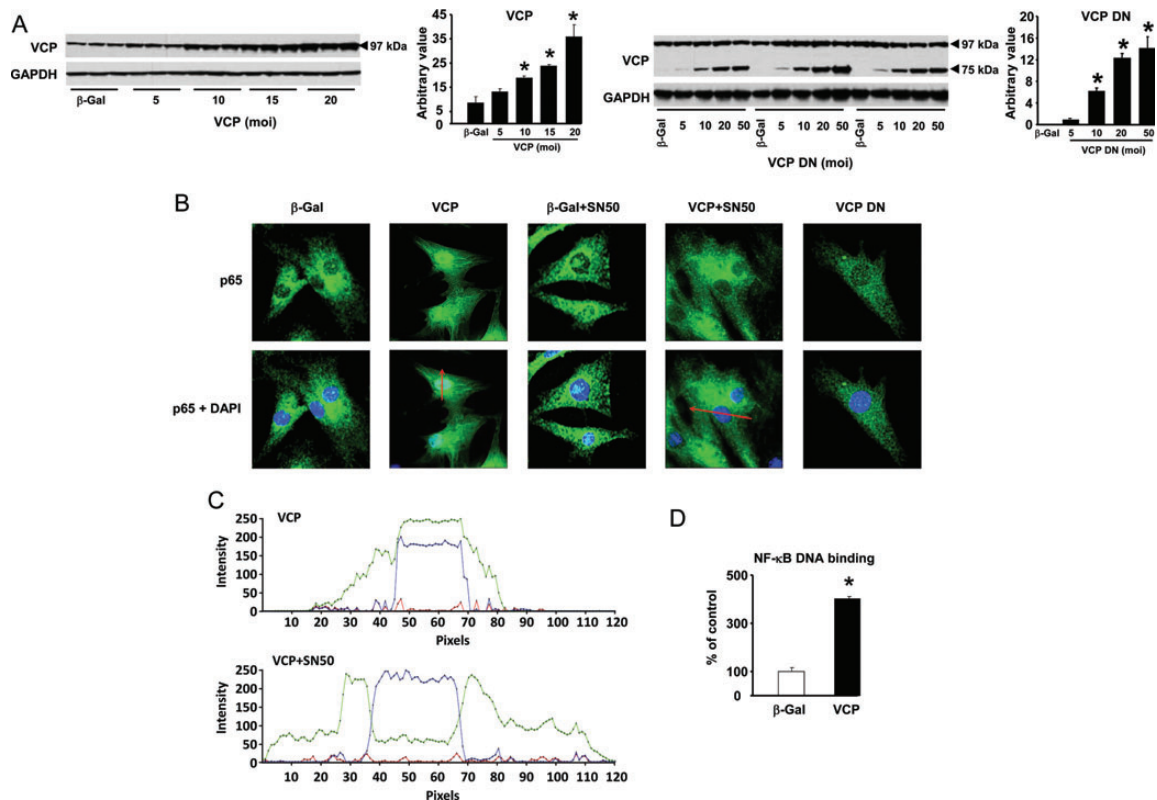 A
VCP
GAPDH
97 kDa
β-Gal 5 10 15 20
VCP (moi)
VCP
Arbitrary value
45
35
25
15
5
β-Gal 5 10 15 20
VCP (moi)
* * *
VCP
GAPDH
97 kDa
75 kDa
β-Gal 5 10 20 50 β-Gal 5 10 20 50 β-Gal 5 10 20 50
VCP DN (moi)
VCP DN
Arbitrary value
20
15
10
5
0
β-Gal 5 10 20 50
VCP DN (moi)
* * *
B
β-Gal VCP β-Gal+SN50 VCP+SN50 VCP DN
p65
p65 + DAPI
C
VCP
Intensity
250
200
150
100
50
0
10 20 30 40 50 60 70 80 90 100 110 120
Pixels
VCP+SN50
Intensity
250
200
150
100
50
0
10 20 30 40 50 60 70 80 90 100 110 120
Pixels
D
NF-κB DNA binding
% of control
500
400
100
0
*
β-Gal VCP